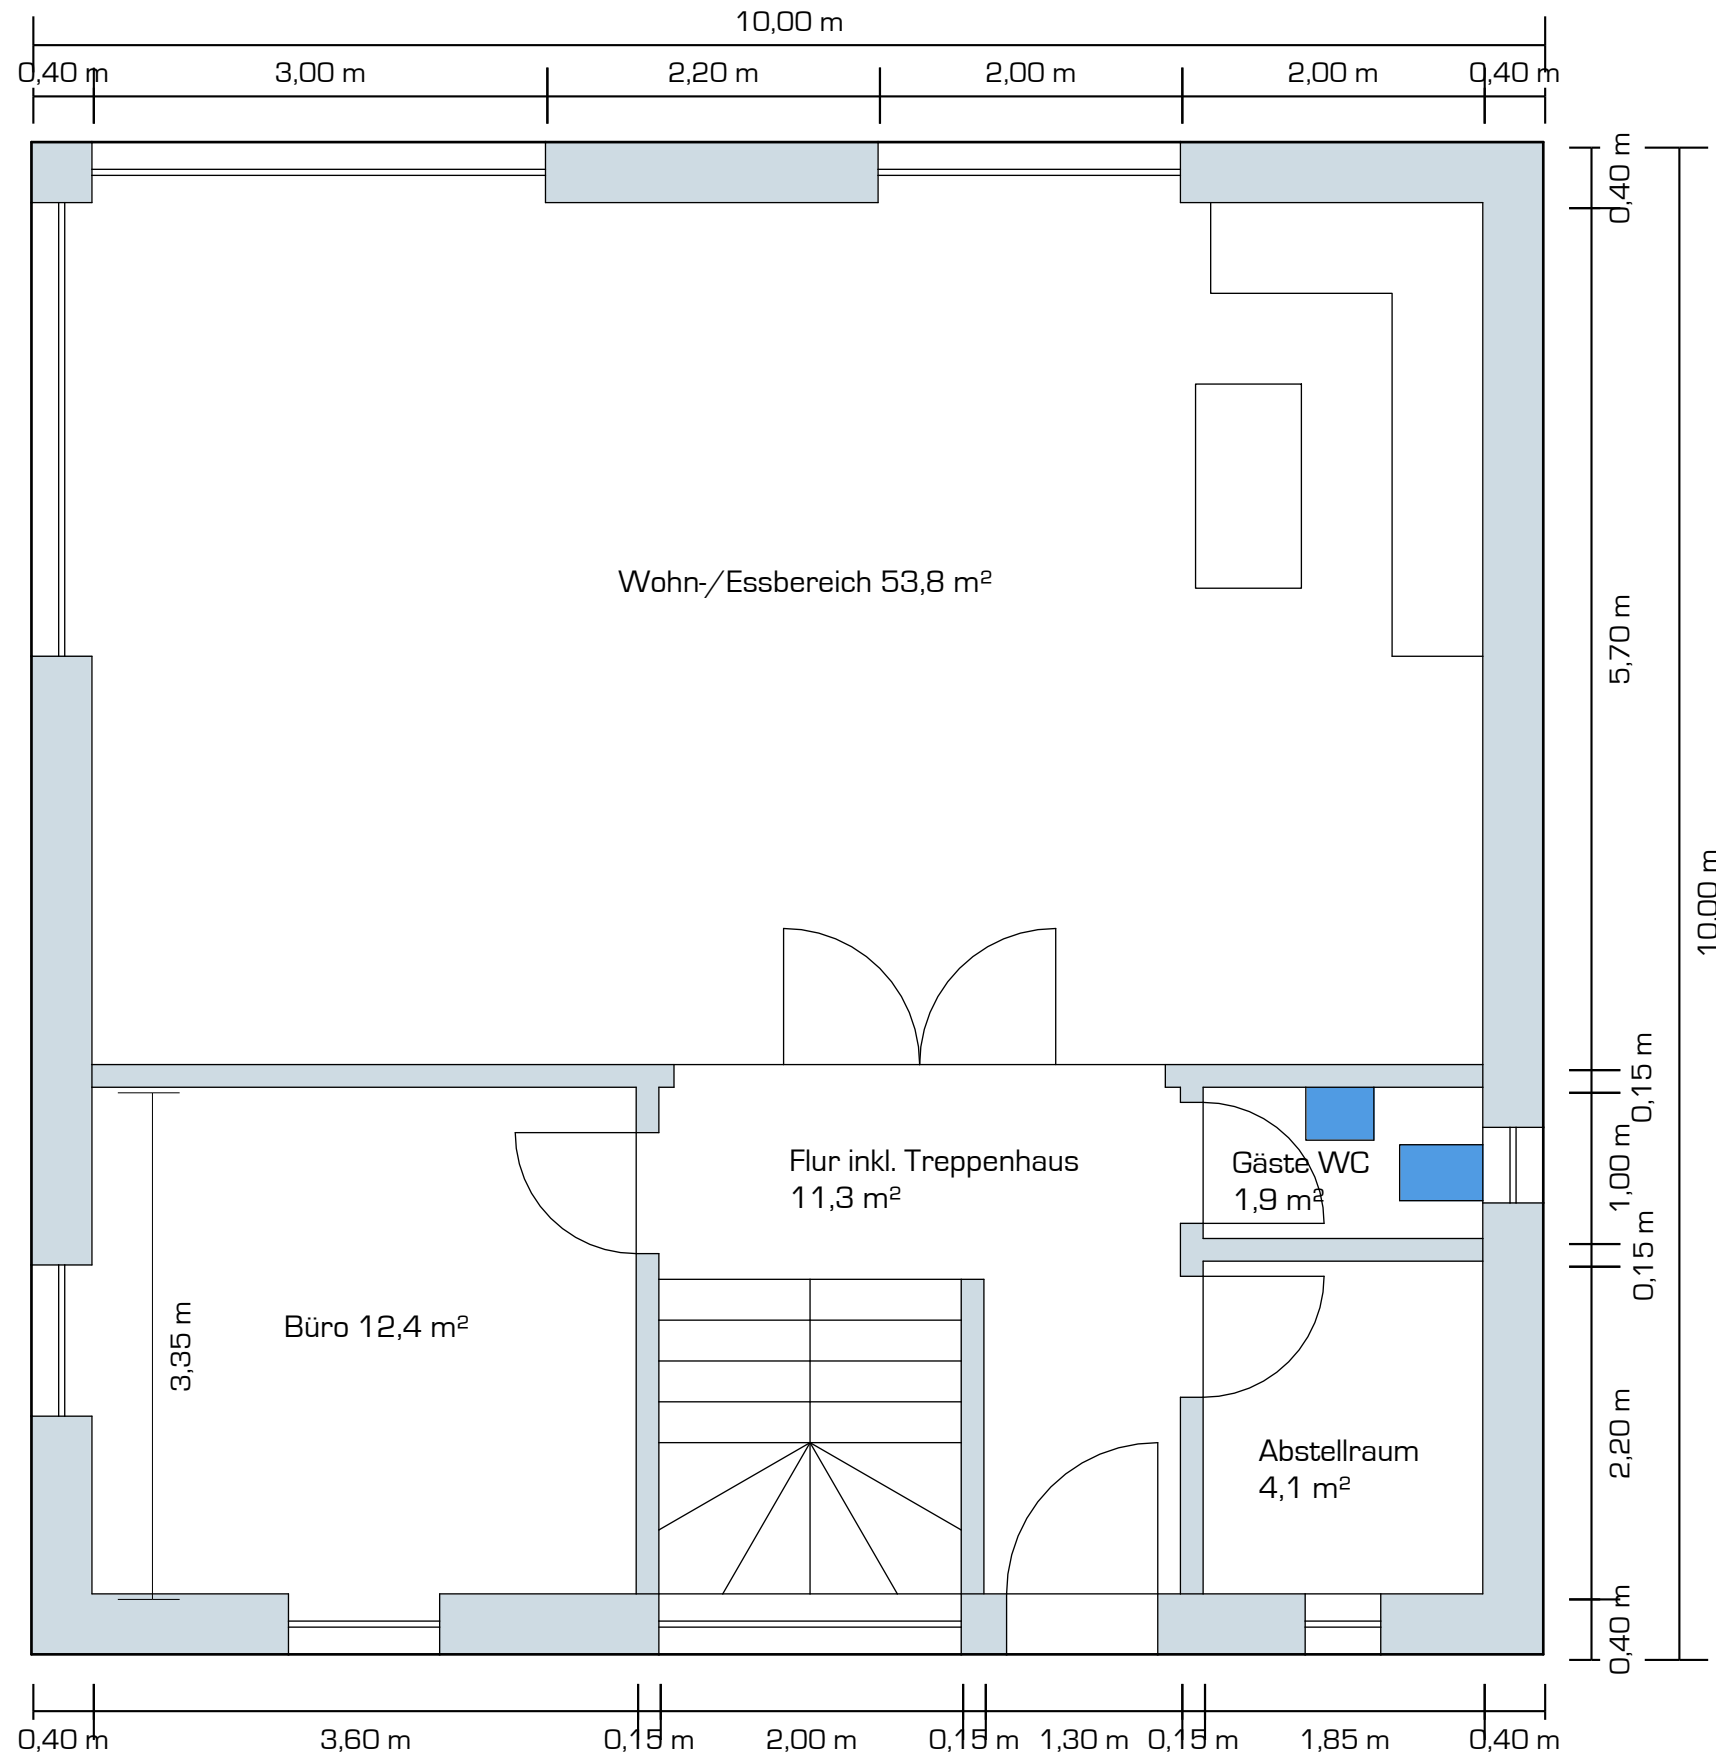 10,00 m
0,40 m
3,00 m
2,20 m
2,00 m
2,00 m
0,40 m
0,40 m
Wohn-/Essbereich 53,8 m²
5,70 m
10,00 m
0,15 m
Flur inkl. Treppenhaus
11,3 m²
Gäste WC
1,9 m²
1,00 m
0,15 m
3,35 m
Büro 12,4 m²
Abstellraum
4,1 m²
2,20 m
0,40 m
0,40 m
3,60 m
0,15 m
2,00 m
0,15 m
1,30 m
0,15 m
1,85 m
0,40 m